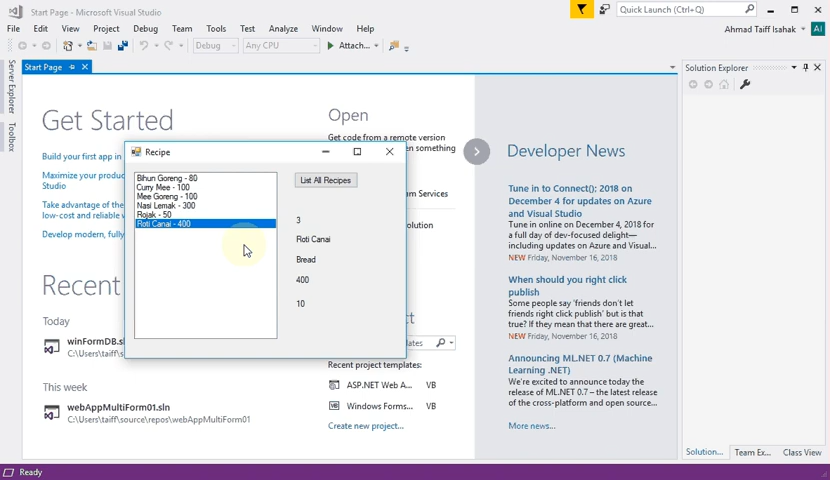 Start Page - Microsoft Visual Studio
Quick Launch (Ctrl+Q)
File Edit View Project Debug Team Tools Test Analyze Window Help
Ahmad Taiff Isahak
AI
Debug Any CPU Attach...
Server Explorer
Toolbox
Start Page
Get Started
Build your first app in
Maximize your produc
Studio
Take advantage of the
low-cost and reliable
Develop modern, fully
Recent
Today
winFormDB.sln
C:\Users\taiff\
This week
webAppMultiForm01.sln
C:\Users\taiff\source\repos\webAppMultiForm01
Recipe
Bihun Goreng - 80
Curry Mee - 100
Mee Goreng - 100
Nasi Lemak - 300
Rojak - 50
Roti Canai - 400
List All Recipes
3
Roti Canai
Bread
400
10
Open
Get code from a remote version
n something
am Services
olution
ct
lates
Recent project templates:
ASP.NET Web A... VB
Windows Forms... VB
Create new project...
Developer News
Tune in to Connect(); 2018 on
December 4 for updates on Azure
and Visual Studio
Tune in online on December 4, 2018 for
a full day of dev-focused delight—
including updates on Azure and Visual...
NEW Friday, November 16, 2018
When should you right click
publish
Some people say ‘friends don’t let
friends right click publish’ but is that
true? If they mean that there are great...
NEW Friday, November 16, 2018
Announcing ML.NET 0.7 (Machine
Learning .NET)
We’re excited to announce today the
release of ML.NET 0.7 – the latest release
of the cross-platform and open source...
More news...
Solution Explorer
Solution... Team Ex... Class View
Ready